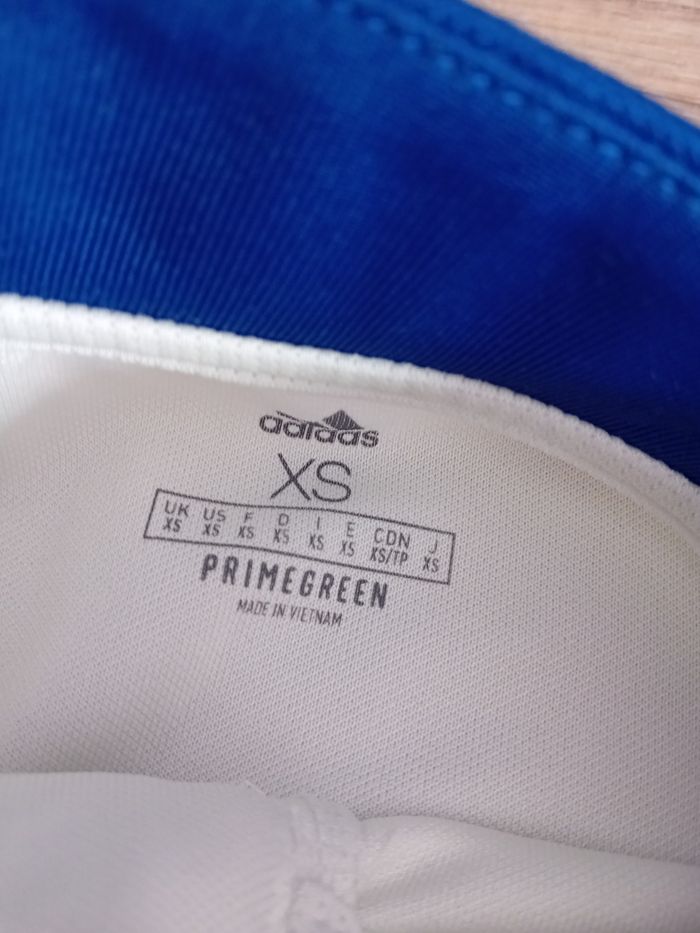 adidas
XS
UK US F D I E CDN J
XS XS XS XS XS XS XS/TP XS
PRIMEGREEN
MADE IN VIETNAM